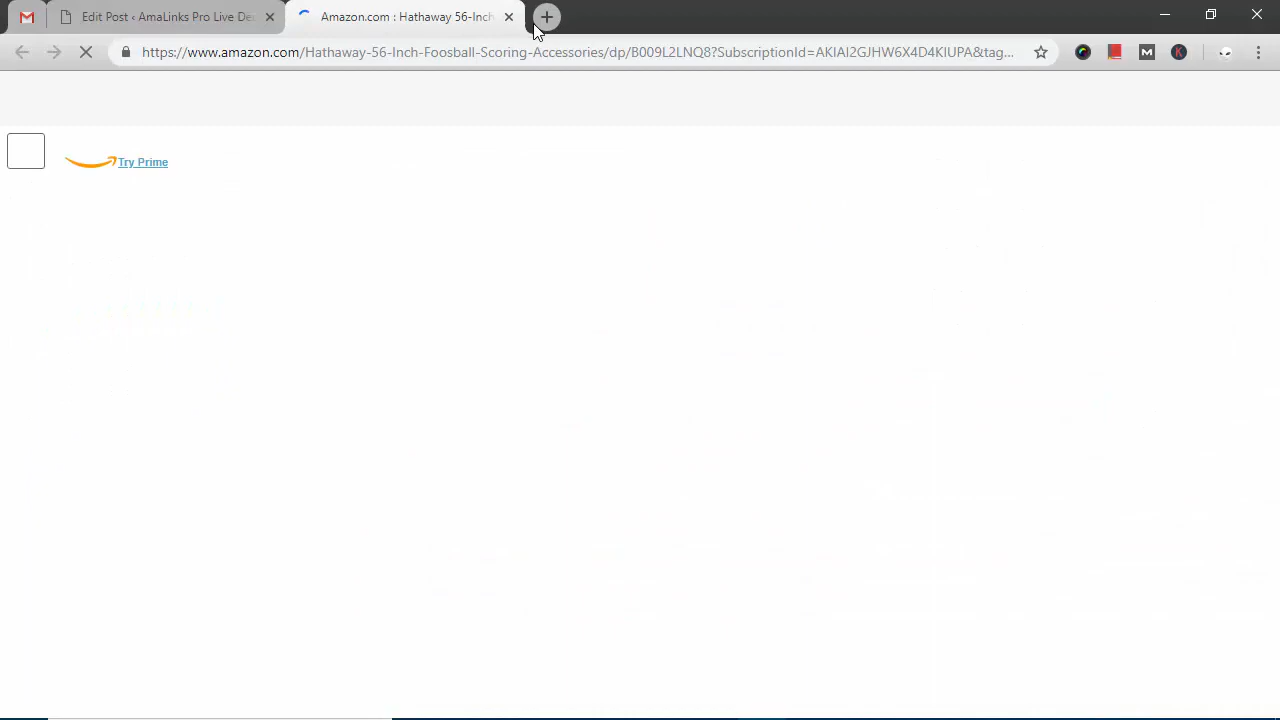 Edit Post ‹ AmaLinks Pro Live De
Amazon.com : Hathaway 56-Inch
https://www.amazon.com/Hathaway-56-Inch-Foosball-Scoring-Accessories/dp/B009L2LNQ8?SubscriptionId=AKIAI2GJHW6X4D4KIUPA&tag...
Try Prime